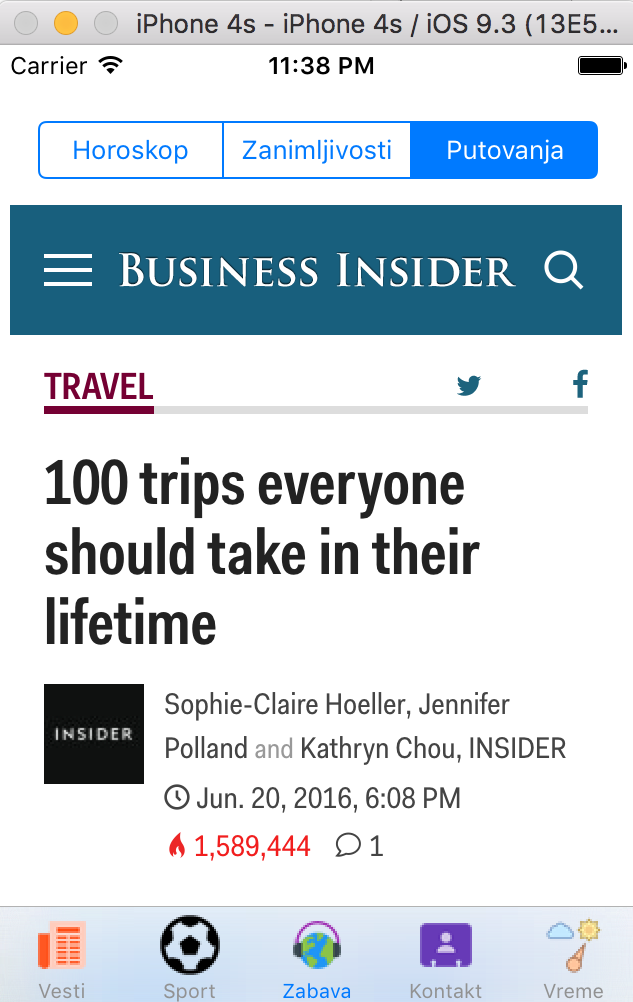 iPhone 4s - iPhone 4s / iOS 9.3 (13E5...
Carrier 11:38 PM
Horoskop Zanimljivosti Putovanja
BUSINESS INSIDER
TRAVEL
100 trips everyone
should take in their
lifetime
INSIDER
Sophie-Claire Hoeller, Jennifer
Polland and Kathryn Chou, INSIDER
Jun. 20, 2016, 6:08 PM
1,589,444 1
Vesti Sport Zabava Kontakt Vreme